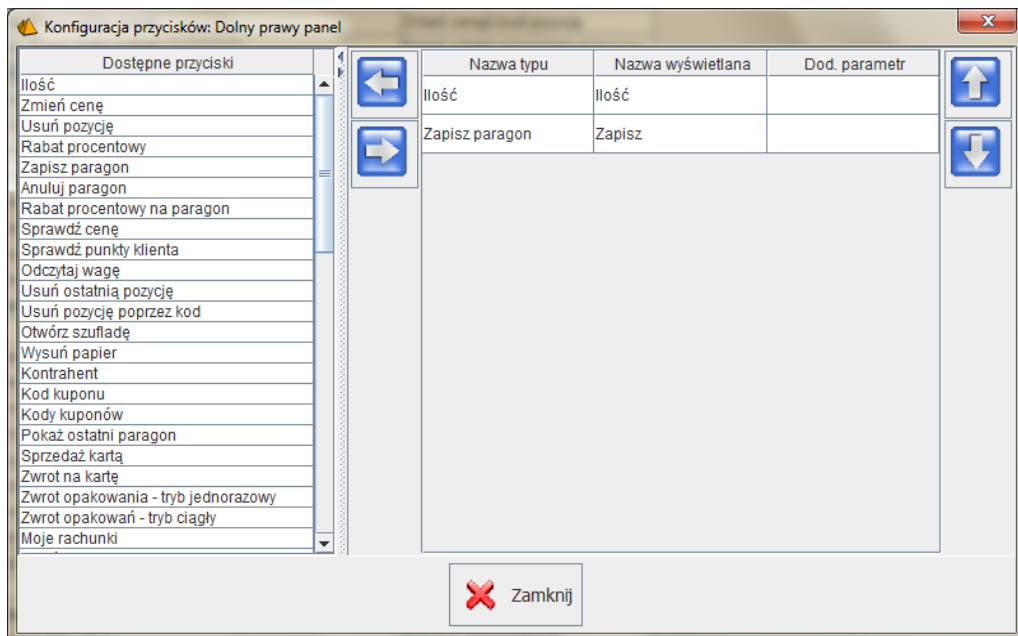 Konfiguracja przycisków: Dolny prawy panel
Dostępne przyciski
Ilość
Zmień cenę
Usuń pozycję
Rabat procentowy
Zapisz paragon
Anuluj paragon
Rabat procentowy na paragon
Sprawdź cenę
Sprawdź punkty klienta
Odczytaj wagę
Usuń ostatnią pozycję
Usuń pozycję poprzez kod
Otwórz szufladę
Wysuń papier
Kontrahent
Kod kuponu
Kody kuponów
Pokaż ostatni paragon
Sprzedaż kartą
Zwrot na kartę
Zwrot opakowania - tryb jednorazowy
Zwrot opakowań - tryb ciągły
Moje rachunki
Nazwa typu Nazwa wyświetlana Dod. parametr
Ilość Ilość
Zapisz paragon Zapisz
Zamknij